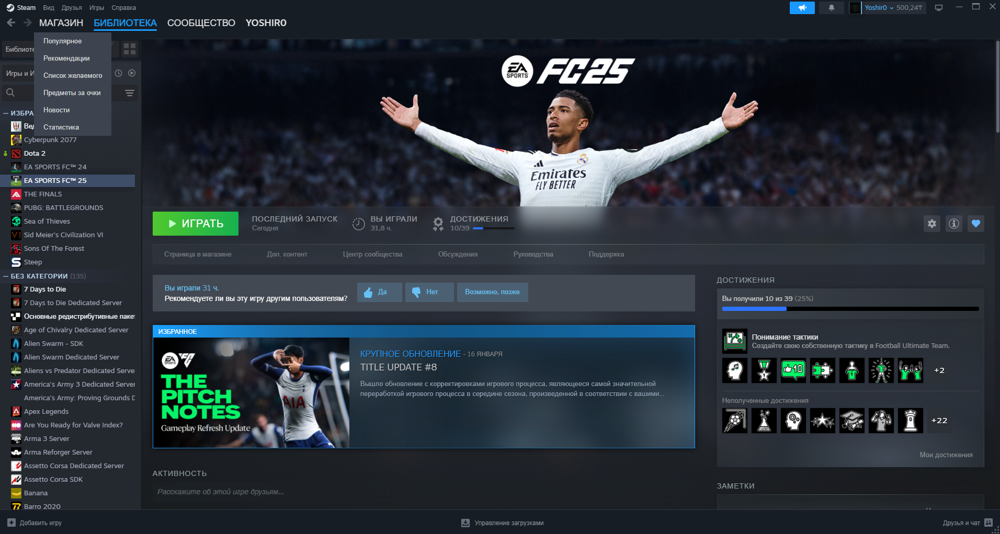 Steam Вид Друзья Игры Справка
Yoshir0 500,24₸
МАГАЗИН БИБЛИОТЕКА СООБЩЕСТВО YOSHIR0
Популярное
Рекомендации
Список желаемого
Предметы за очки
Новости
Статистика
Библиоте
Игры и И
ИЗБРА
Вед
Cyberpunk 2077
Dota 2
EA SPORTS FC™ 24
EA SPORTS FC™ 25
THE FINALS
PUBG: BATTLEGROUNDS
Sea of Thieves
Sid Meier's Civilization VI
Sons Of The Forest
Steep
БЕЗ КАТЕГОРИИ (135)
7 Days to Die
7 Days to Die Dedicated Server
Основные редистрибутивные пакет
Age of Chivalry Dedicated Server
Alien Swarm - SDK
Alien Swarm Dedicated Server
Aliens vs Predator Dedicated Serve
America's Army 3 Dedicated Server
America's Army: Proving Grounds D
Apex Legends
Are You Ready for Valve Index?
Arma 3 Server
Arma Reforger Server
Assetto Corsa Dedicated Server
Assetto Corsa SDK
Banana
Barro 2020
EA SPORTS FC 25
Emirates
FLY BETTER
ИГРАТЬ
ПОСЛЕДНИЙ ЗАПУСК
Сегодня
ВЫ ИГРАЛИ
31,8 ч.
ДОСТИЖЕНИЯ
10/39
Страница в магазине Доп. контент Центр сообщества Обсуждения Руководства Поддержка
Вы играли 31 ч.
Рекомендуете ли вы эту игру другим пользователям?
Да Нет Возможно, позже
ИЗБРАННОЕ
EA SPORTS FC
THE
PITCH
NOTES
Gameplay Refresh Update
AIA
КРУПНОЕ ОБНОВЛЕНИЕ - 16 ЯНВАРЯ
TITLE UPDATE #8
Вышло обновление с корректировками игрового процесса, являющееся самой значительной
переработкой игрового процесса в середине сезона, произведенной в соответствии с вашими...
АКТИВНОСТЬ
Расскажите об этой игре друзьям...
ДОСТИЖЕНИЯ
Вы получили 10 из 39 (25%)
Понимание тактики
Создайте свою собственную тактику в Football Ultimate Team.
1 10 1 +2
Неполученные достижения
+22
Мои достижения
ЗАМЕТКИ
Добавить игру
Управление загрузками
Друзья и чат